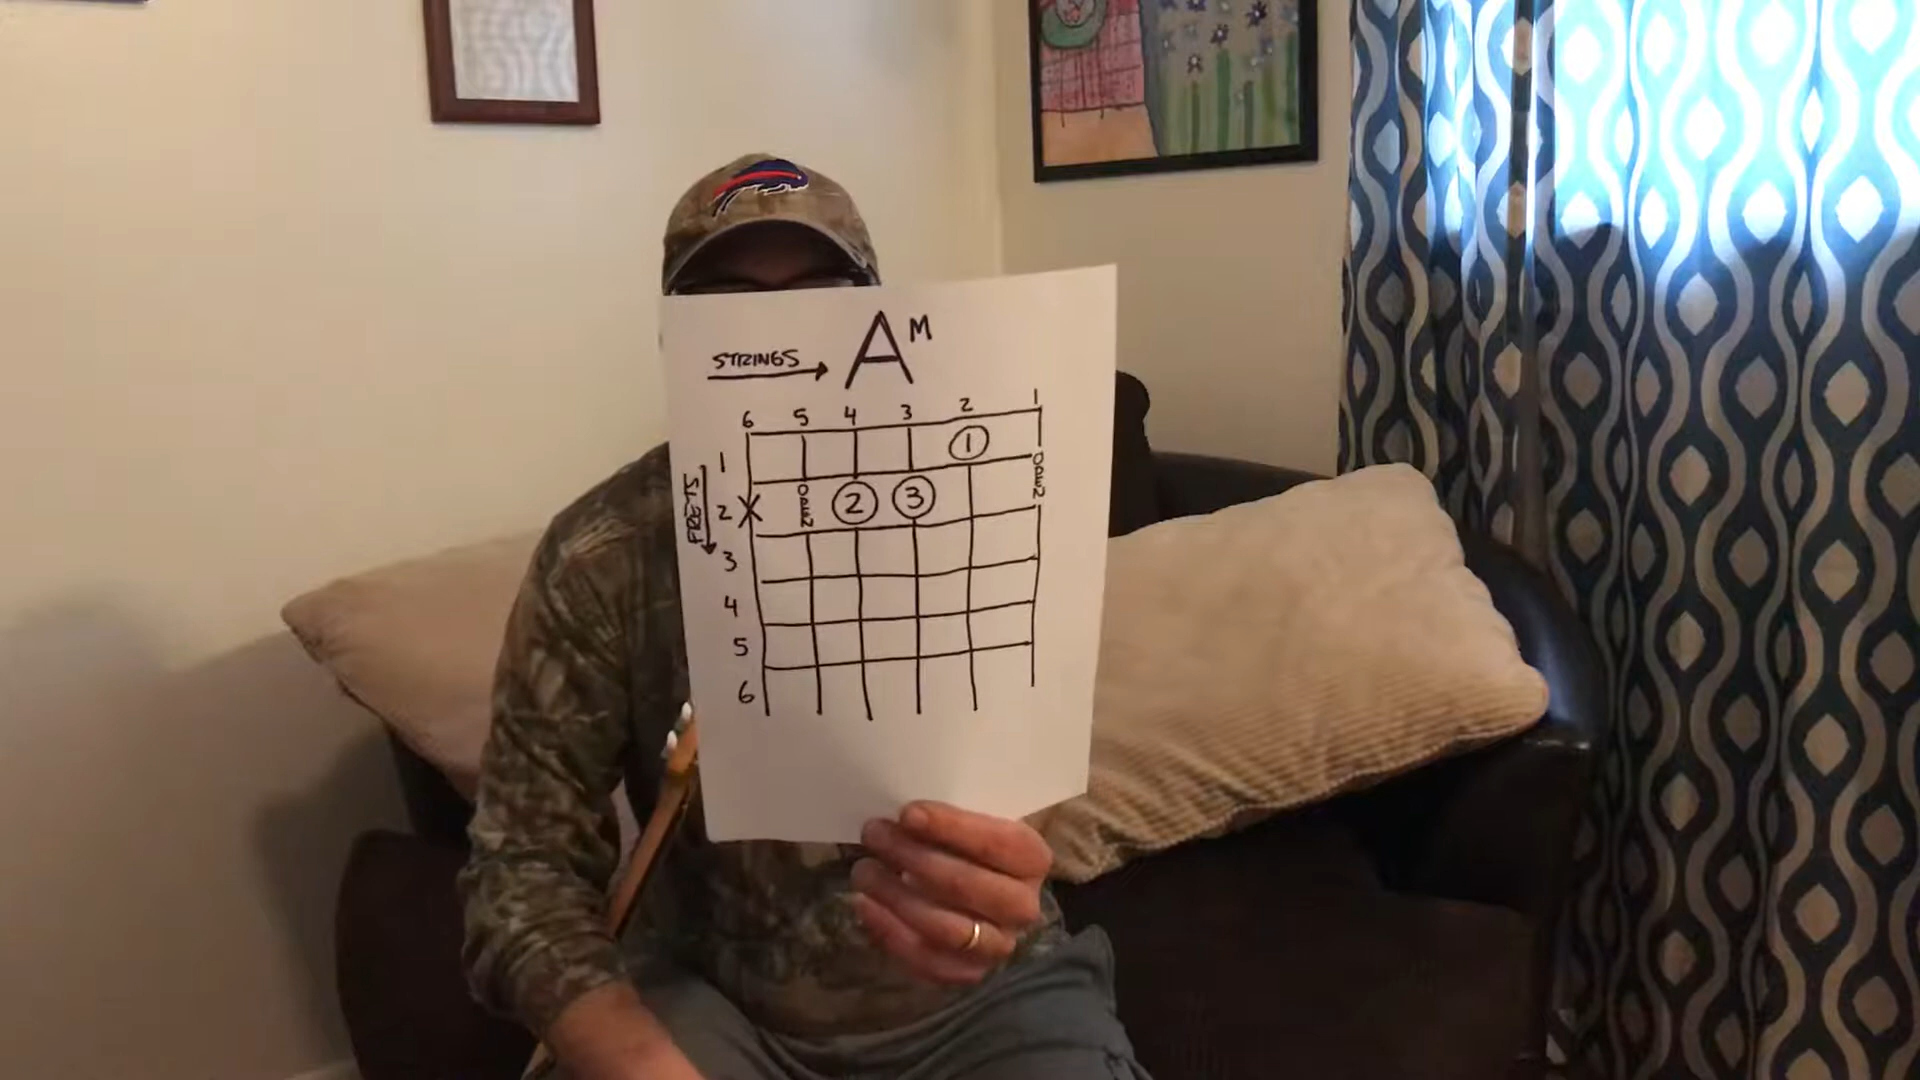 STRINGS → A M
6 5 4 3 2 1
FRETS →
1
1
OPEN
2 X OPEN 2 3
3
4
5
6